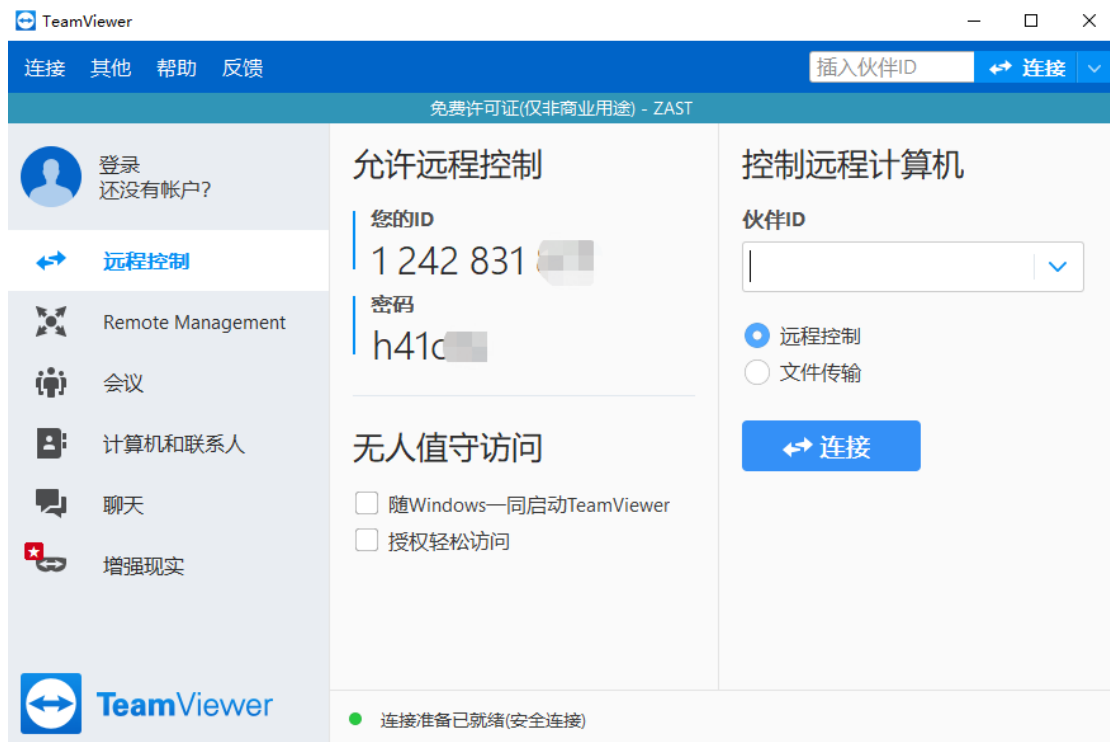 TeamViewer
连接 其他 帮助 反馈
插入伙伴ID
连接
免费许可证(仅非商业用途) - ZAST
登录
还没有帐户?
远程控制
Remote Management
会议
计算机和联系人
聊天
增强现实
TeamViewer
允许远程控制
您的ID
1 242 831
密码
h41
无人值守访问
随Windows一同启动TeamViewer
授权轻松访问
控制远程计算机
伙伴ID
远程控制
文件传输
连接
连接准备已就绪(安全连接)